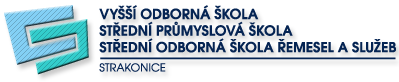 VYŠŠÍ ODBORNÁ ŠKOLA
STŘEDNÍ PRŮMYSLOVÁ ŠKOLA
STŘEDNÍ ODBORNÁ ŠKOLA ŘEMESEL A SLUŽEB
STRAKONICE